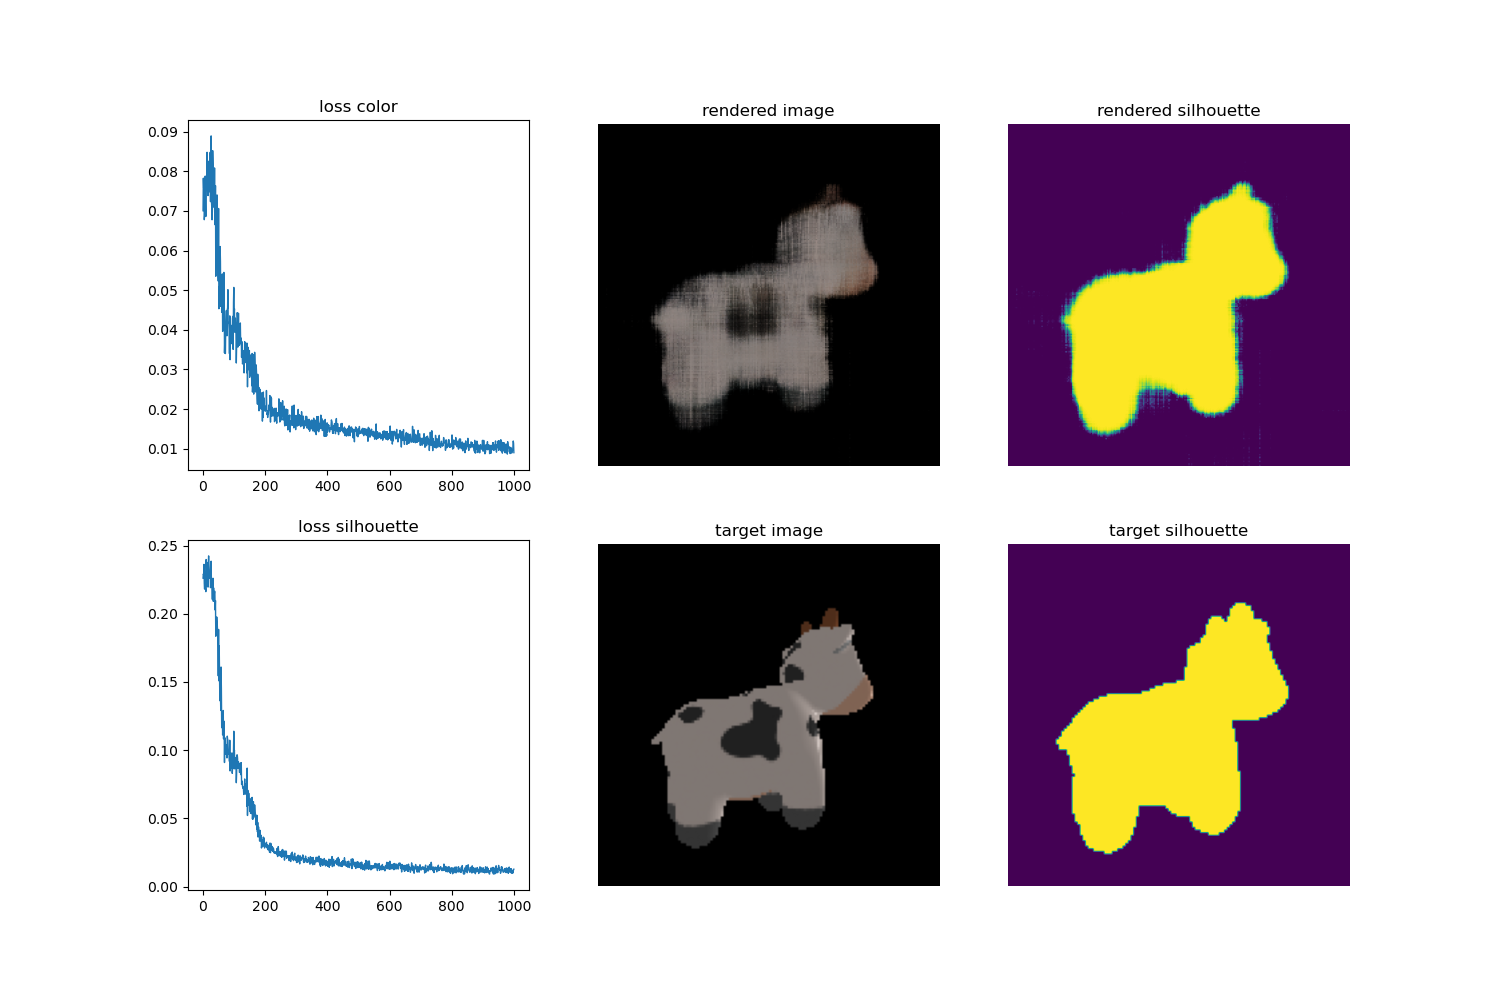 loss color
0.09
0.08
0.07
0.06
0.05
0.04
0.03
0.02
0.01
0 200 400 600 800 1000
rendered image
rendered silhouette
loss silhouette
0.25
0.20
0.15
0.10
0.05
0.00
0 200 400 600 800 1000
target image
target silhouette